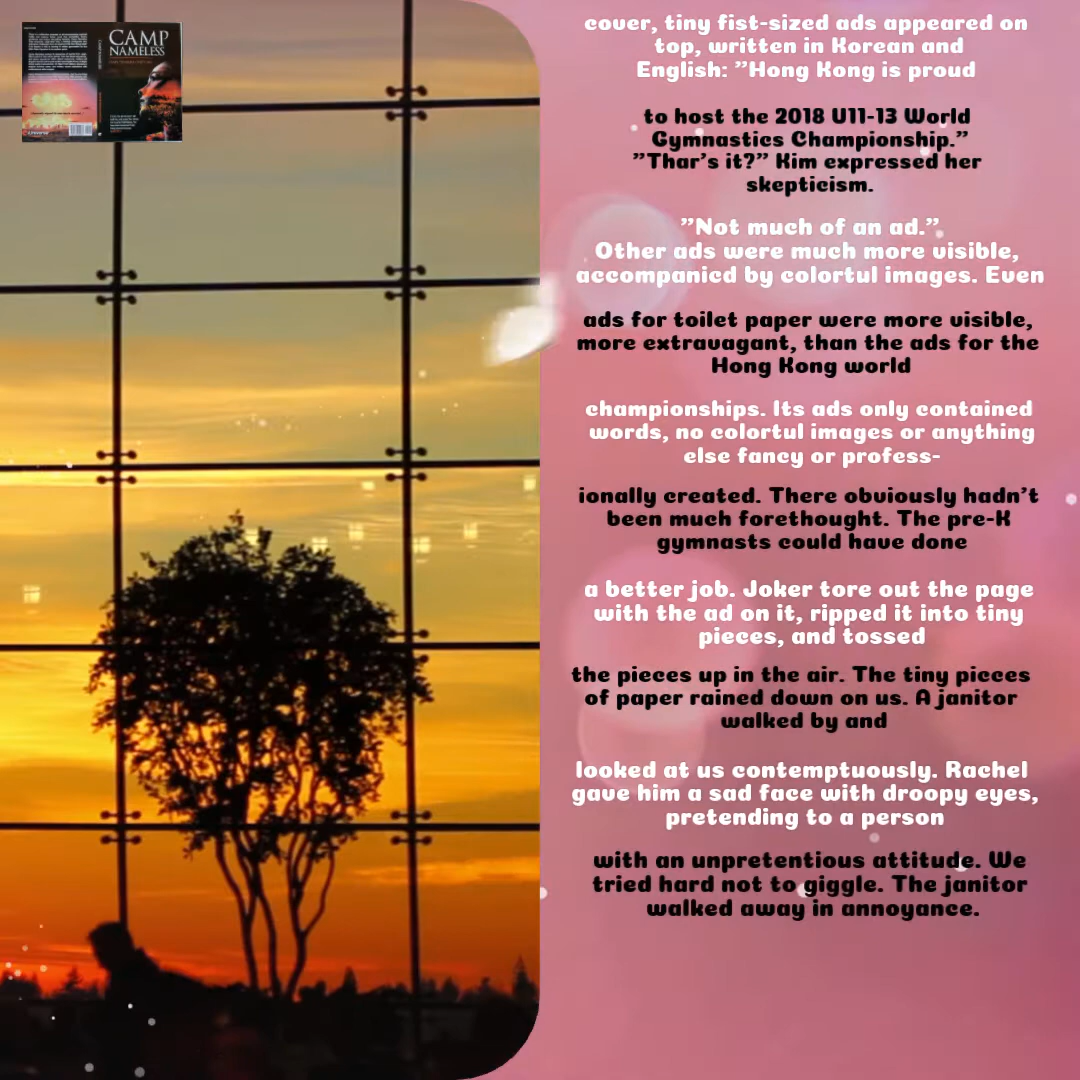 CAMP
NAMELESS
cover, tiny fist-sized ads appeared on
top, written in Korean and
English: ”Hong Kong is proud
to host the 2018 U11-13 World
Gymnastics Championship.”
”Thar’s it?” Kim expressed her
skepticism.
”Not much of an ad.”
Other ads were much more visible,
accompanicd by colortul images. Even
ads for toilet paper were more visible,
more extravagant, than the ads for the
Hong Kong world
championships. Its ads only contained
words, no colortul images or anything
else fancy or profess-
ionally created. There obviously hadn’t
been much forethought. The pre-K
gymnasts could have done
a better job. Joker tore out the page
with the ad on it, ripped it into tiny
pieces, and tossed
the pieces up in the air. The tiny picces
of paper rained down on us. A janitor
walked by and
looked at us contemptuously. Rachel
gave him a sad face with droopy eyes,
pretending to a person
with an unpretentious attitude. We
tried hard not to giggle. The janitor
walked away in annoyance.